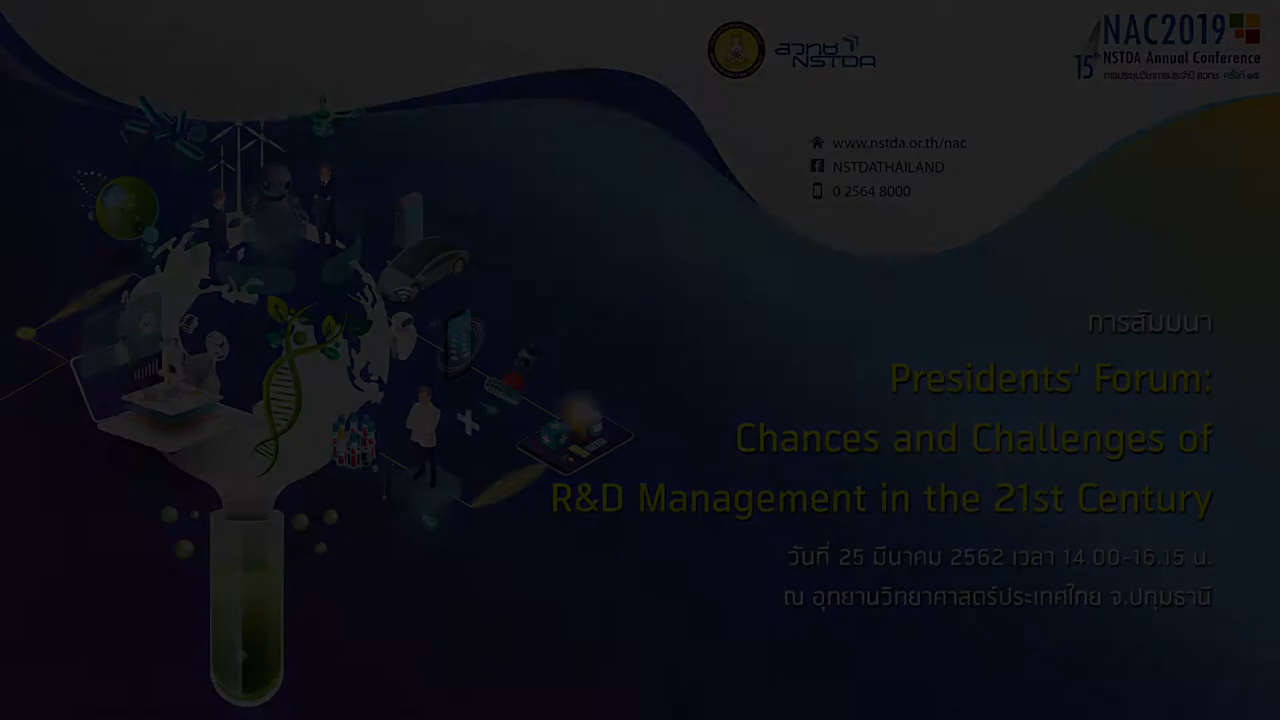 สวทช
NSTDA
NAC2019
15th NSTDA Annual Conference
การประชุมวิชาการประจำปี สวทช. ครั้งที่ ๑๕
www.nstda.or.th/nac
NSTDATHAILAND
0 2564 8000
การสัมมนา
Presidents' Forum:
Chances and Challenges of
R&D Management in the 21st Century
วันที่ 25 มีนาคม 2562 เวลา 14.00-16.15 น.
ณ อุทยานวิทยาศาสตร์ประเทศไทย จ.ปทุมธานี